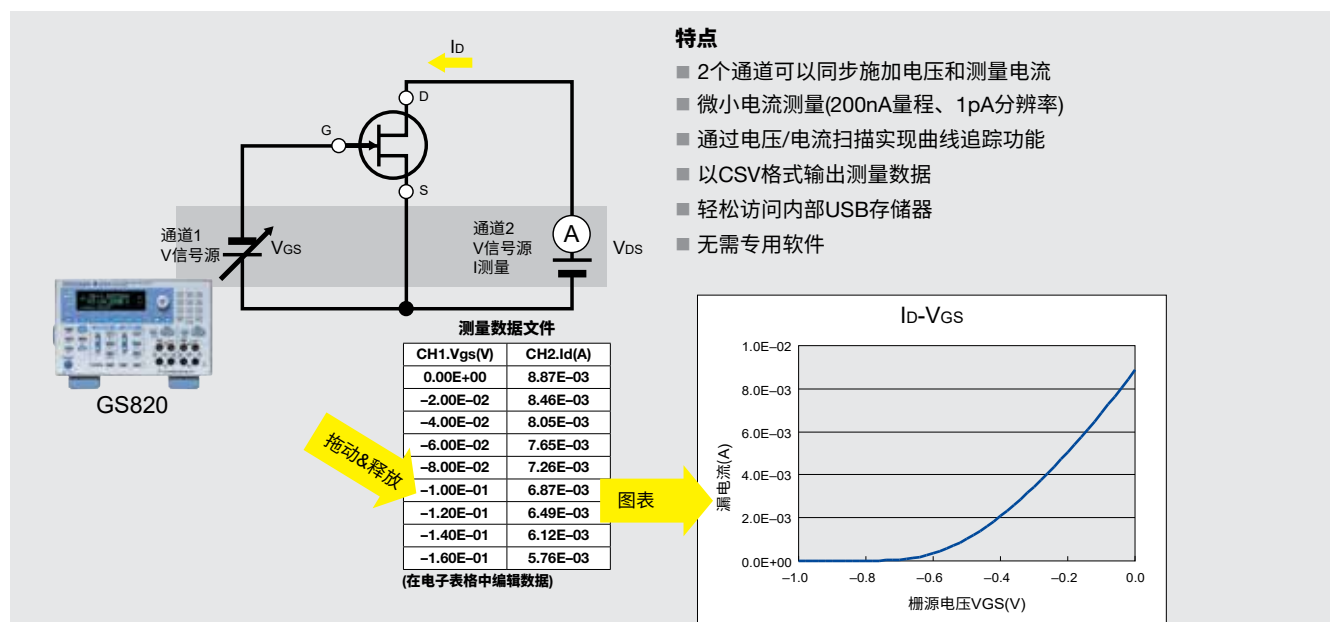 ID
D
G
S
通道1
V信号源
VGS
通道2
V信号源
I测量
A
VDS
GS820
特点
2个通道可以同步施加电压和测量电流
微小电流测量(200nA量程、1pA分辨率)
通过电压/电流扫描实现曲线追踪功能
以CSV格式输出测量数据
轻松访问内部USB存储器
无需专用软件
测量数据文件
CH1.Vgs(V) CH2.Id(A)
0.00E+00 8.87E–03
–2.00E–02 8.46E–03
–4.00E–02 8.05E–03
–6.00E–02 7.65E–03
–8.00E–02 7.26E–03
–1.00E–01 6.87E–03
–1.20E–01 6.49E–03
–1.40E–01 6.12E–03
–1.60E–01 5.76E–03
(在电子表格中编辑数据)
拖动&释放
图表
ID-VGS
漏电流(A)
1.0E–02
8.0E–03
6.0E–03
4.0E–03
2.0E–03
0.0E+00
–1.0 –0.8 –0.6 –0.4 –0.2 0.0
栅源电压VGS(V)